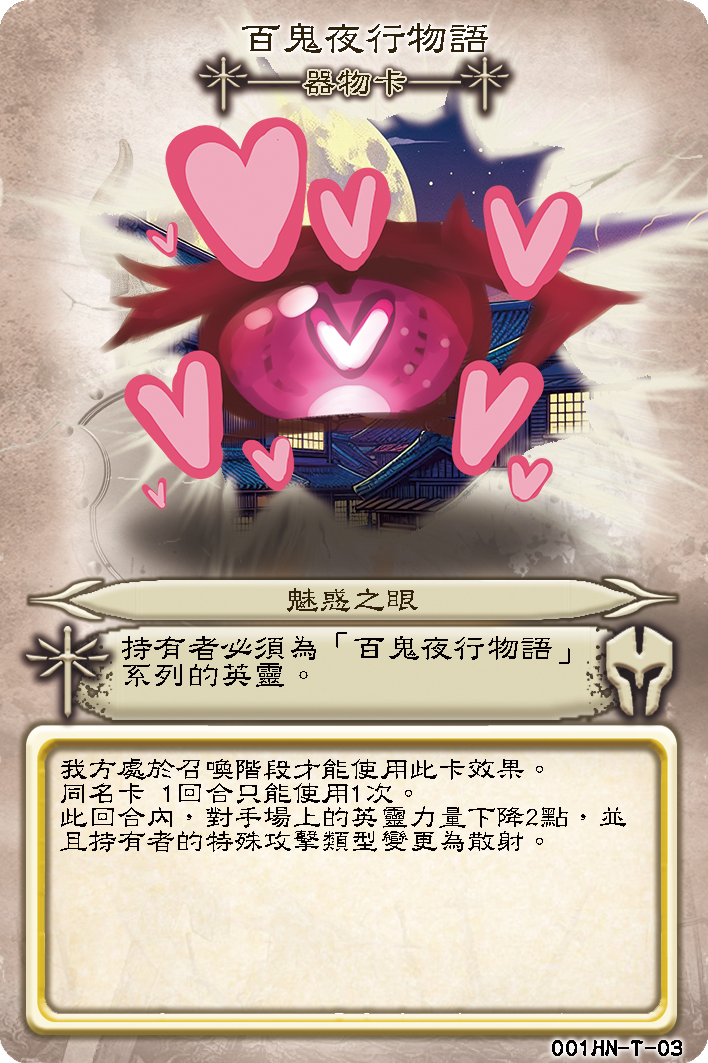 百鬼夜行物語
器物卡
魅惑之眼
持有者必須為「百鬼夜行物語」
系列的英靈。
我方處於召喚階段才能使用此卡效果。
同名卡 1回合只能使用1次。
此回合內，對手場上的英靈力量下降2點，並
且持有者的特殊攻擊類型變更為散射。
001HN-T-03